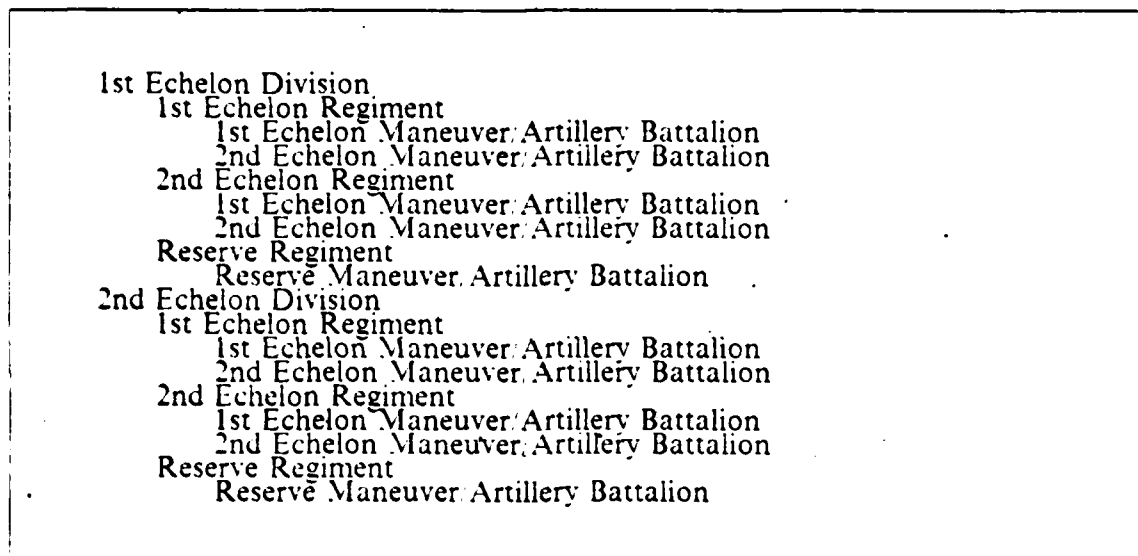 1st Echelon Division
1st Echelon Regiment
1st Echelon Maneuver/Artillery Battalion
2nd Echelon Maneuver/Artillery Battalion
2nd Echelon Regiment
1st Echelon Maneuver/Artillery Battalion
2nd Echelon Maneuver/Artillery Battalion
Reserve Regiment
Reserve Maneuver/Artillery Battalion
2nd Echelon Division
1st Echelon Regiment
1st Echelon Maneuver/Artillery Battalion
2nd Echelon Maneuver/Artillery Battalion
2nd Echelon Regiment
1st Echelon Maneuver/Artillery Battalion
2nd Echelon Maneuver/Artillery Battalion
Reserve Regiment
Reserve Maneuver/Artillery Battalion